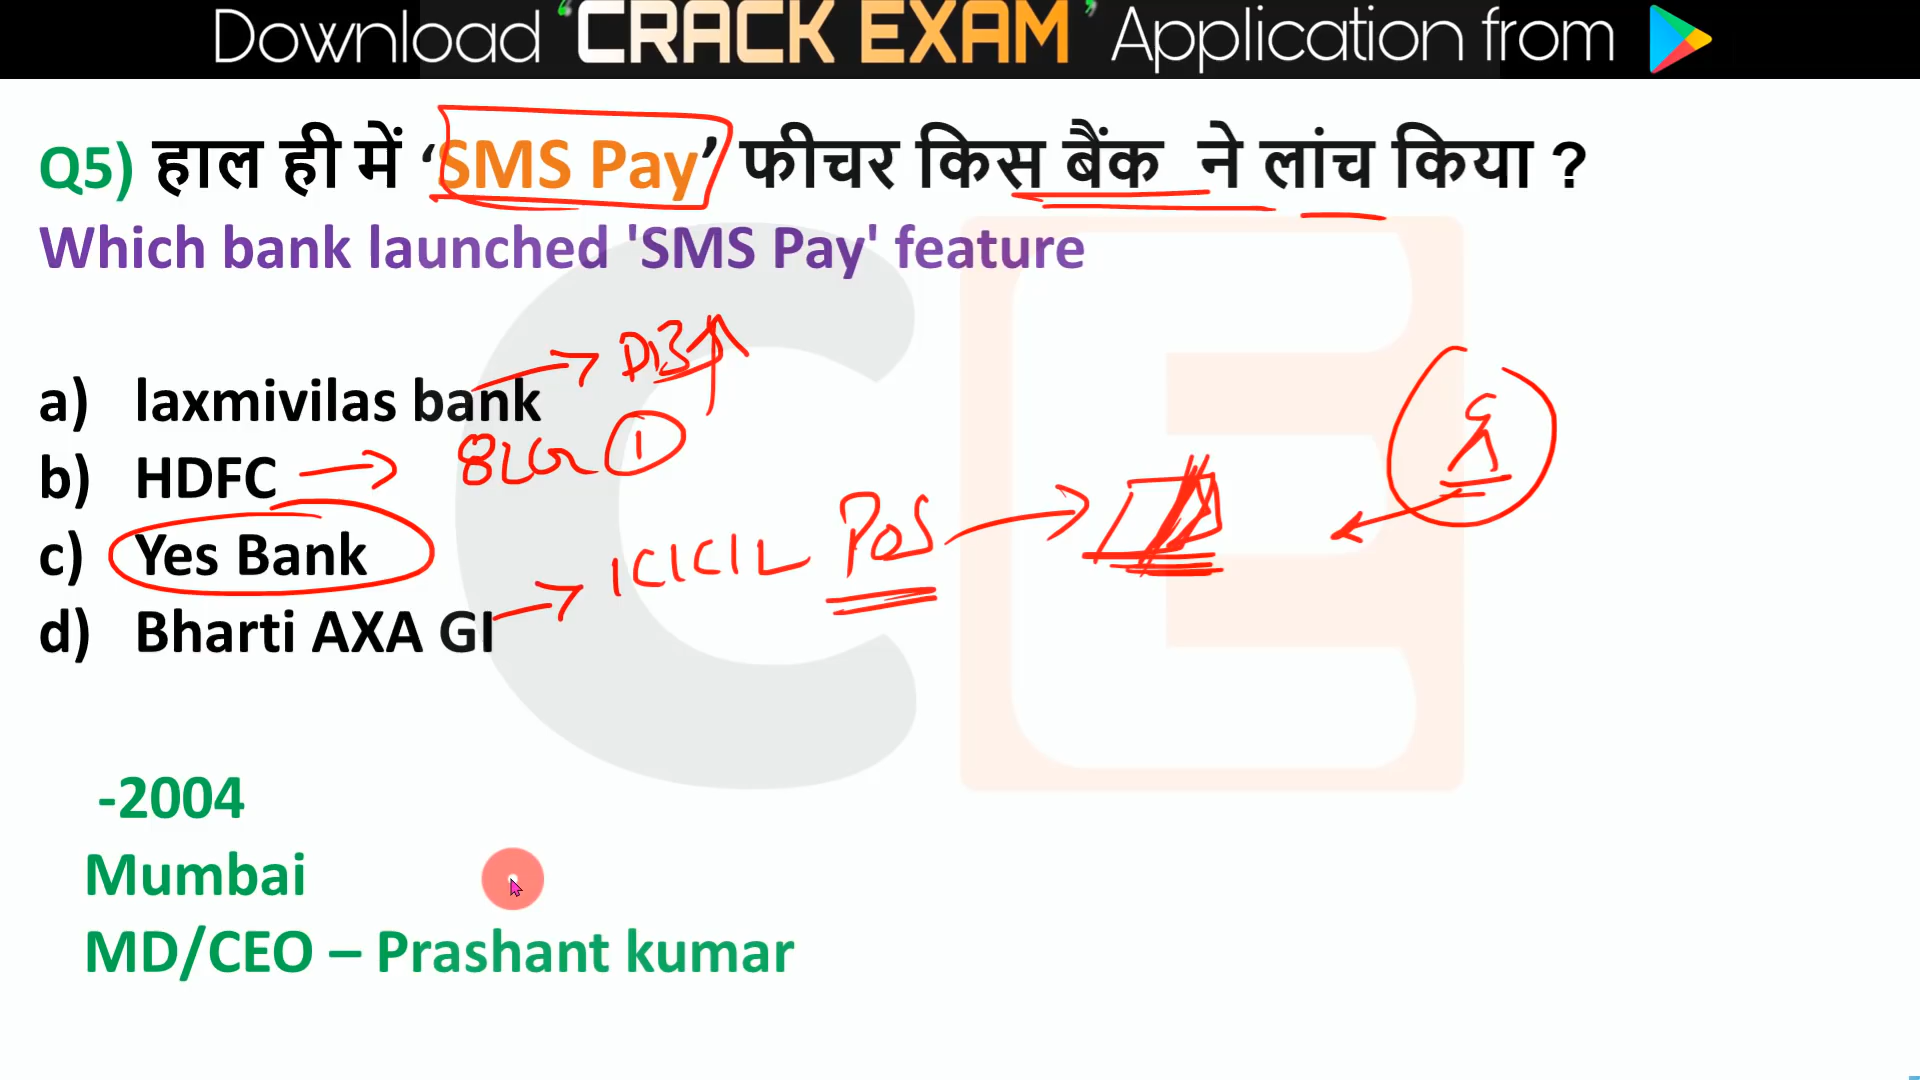 Download 'CRACK EXAM' Application from
Q5) हाल ही में ‘SMS Pay’ फीचर किस बैंक ने लांच किया ?
Which bank launched 'SMS Pay' feature
a) laxmivilas bank
b) HDFC
1
c) Yes Bank
ICICI L POS
d) Bharti AXA GI
-2004
Mumbai
MD/CEO – Prashant kumar